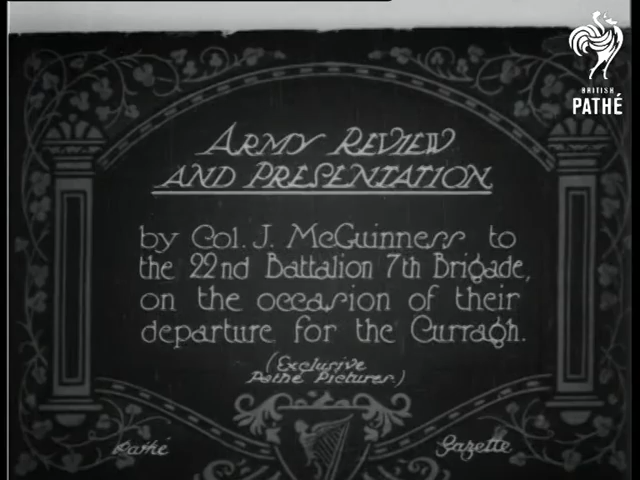 BRITISH
PATHÉ
ARMY REVIEW
AND PRESENTATION
by Col. J. McGuinness to
the 22nd Battalion 7th Brigade,
on the occasion of their
departure for the Curragh.
(Exclusive
Pathé Pictures.)
Pathé Gazette